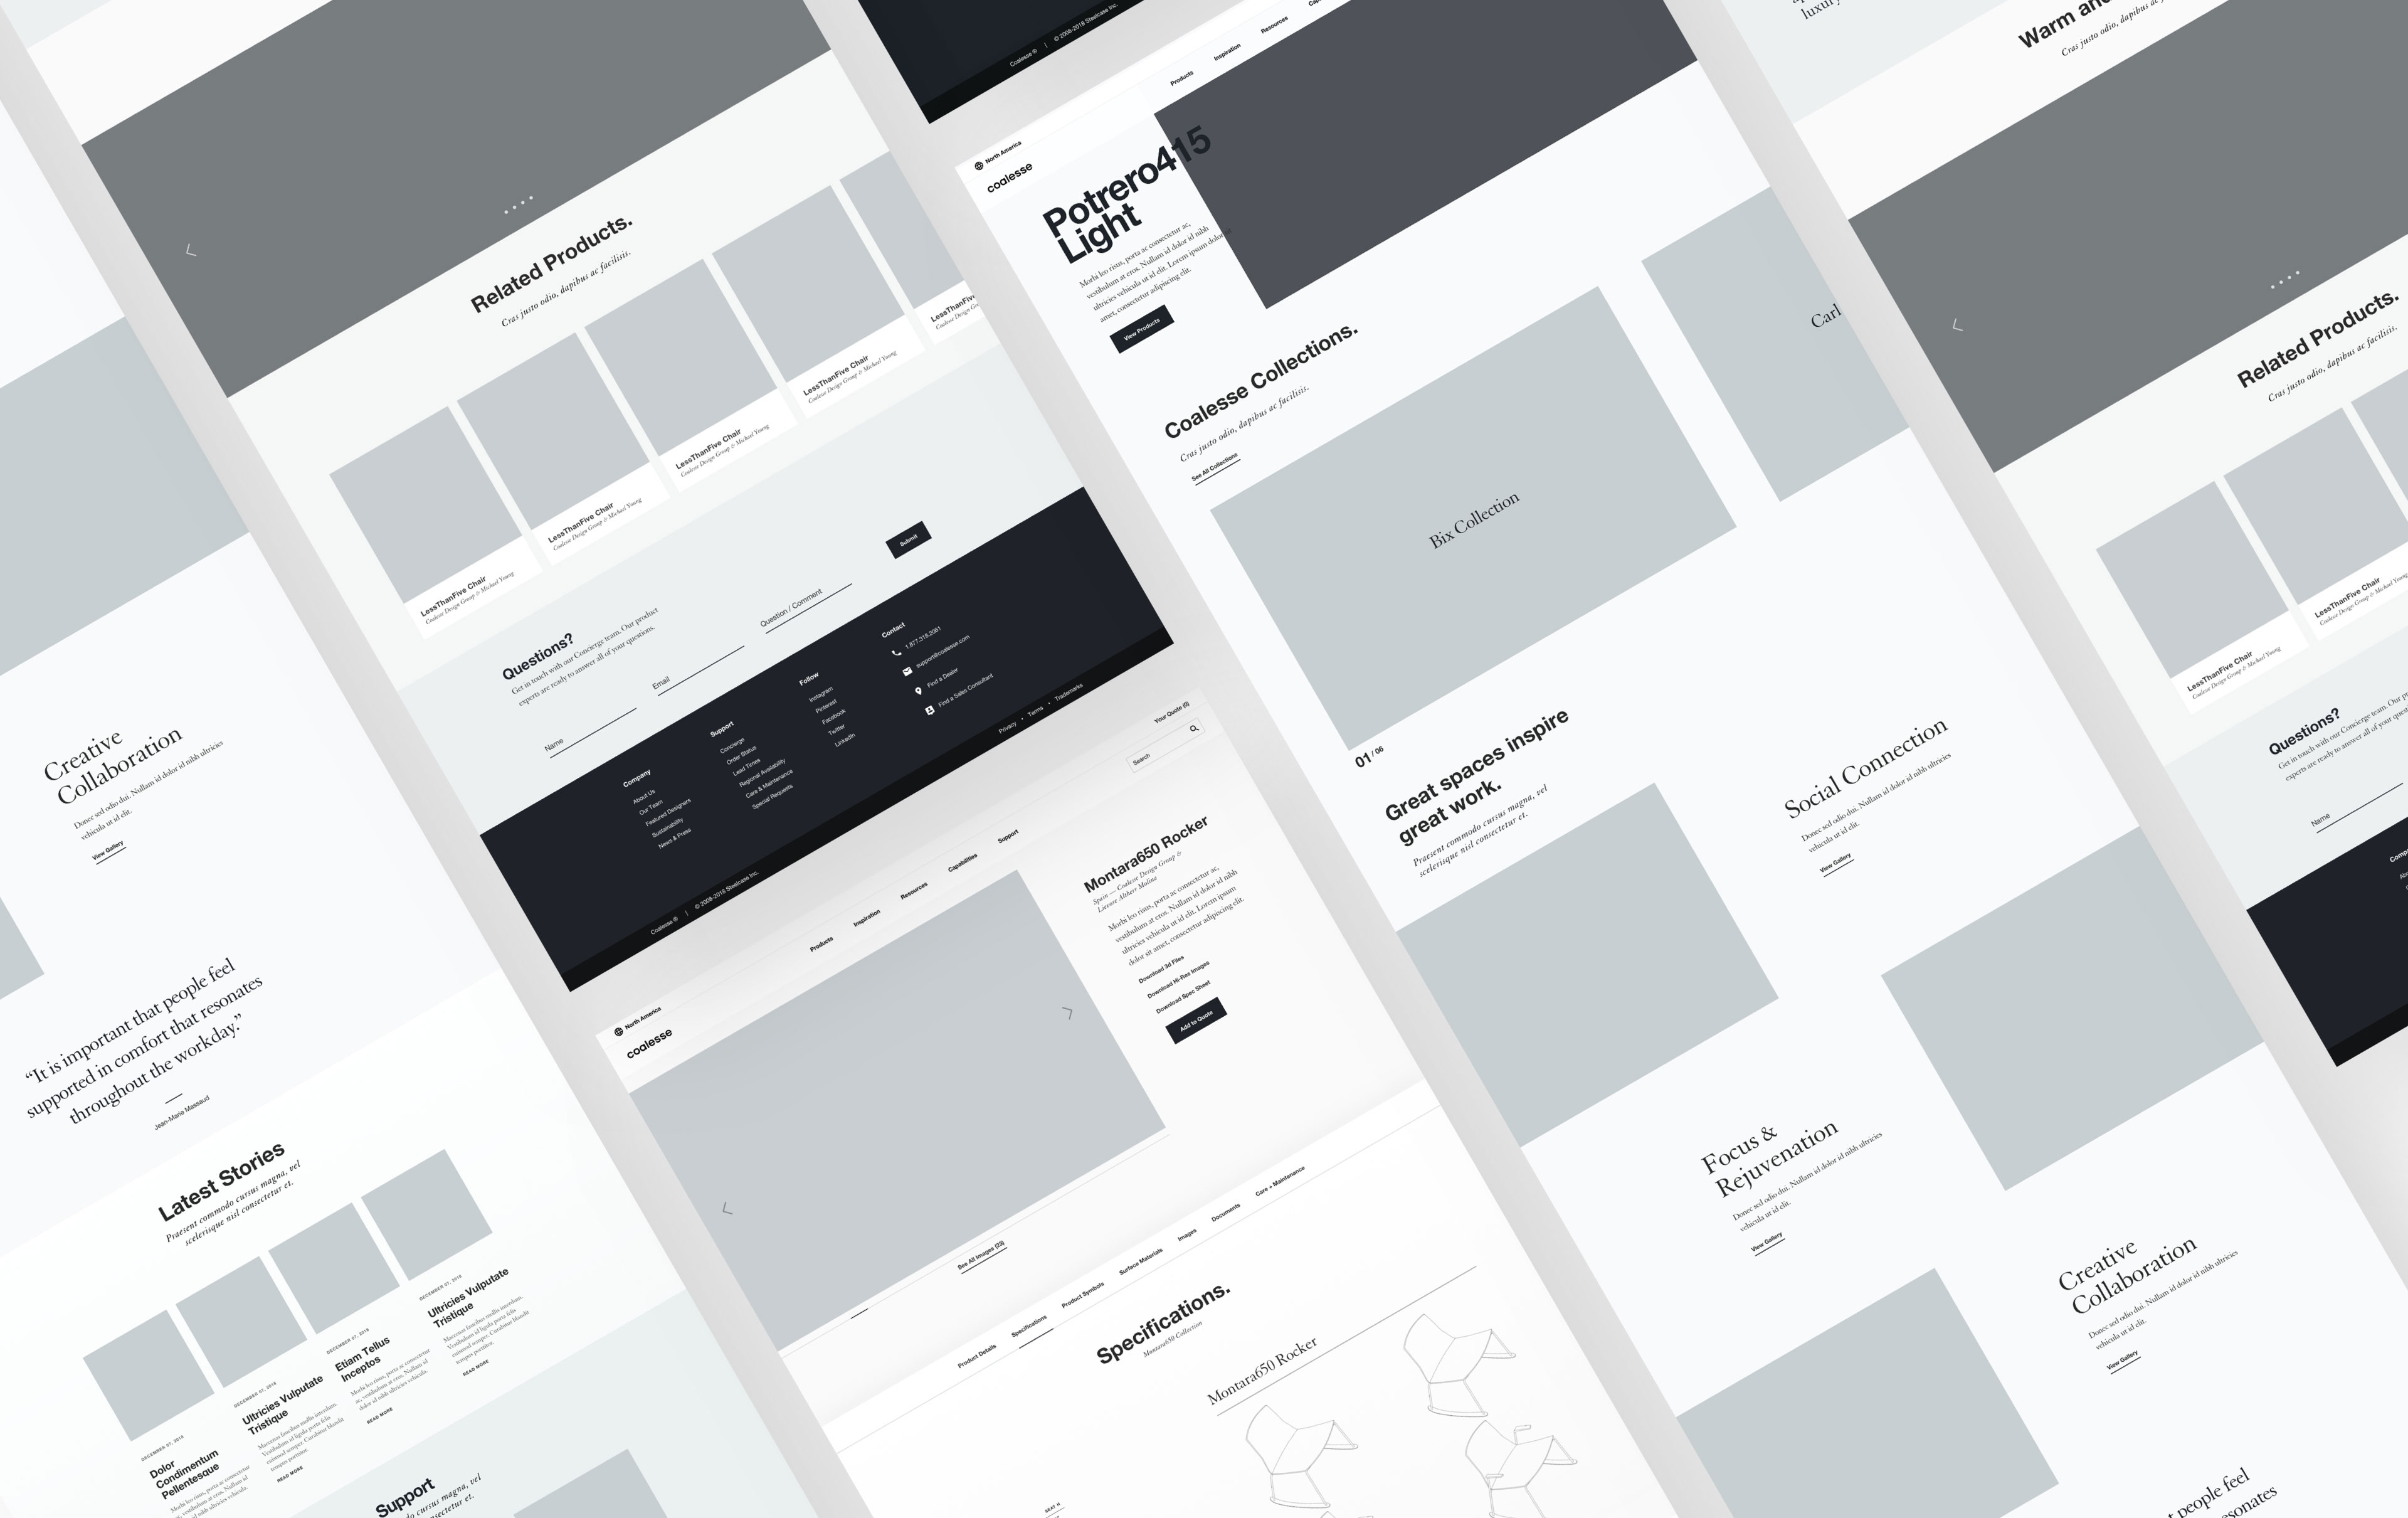 Creative
Collaboration
Donec sed odio dui. Nullam id dolor id nibh ultricies
vehicula ut id elit.
View Gallery
“It is important that people feel
supported in comfort that resonates
throughout the workday.”
Jean-Marie Massaud
Latest Stories
Praesent commodo cursus magna, vel
scelerisque nisl consectetur et.
DECEMBER 07, 2018
Dolor
Condimentum
Pellentesque
Morbi leo risus, porta ac consectetur
ac, vestibulum at eros. Nullam id
dolor id nibh ultricies vehicula.
DECEMBER 07, 2018
Ultricies Vulputate
Tristique
Maecenas faucibus mollis interdum.
Vestibulum id ligula porta felis
euismod semper. Curabitur blandit
tempus porttitor.
READ MORE
DECEMBER 07, 2018
Etiam Tellus
Inceptos
Morbi leo risus, porta ac consectetur
ac, vestibulum at eros. Nullam id
dolor id nibh ultricies vehicula.
READ MORE
DECEMBER 07, 2018
Ultricies Vulputate
Tristique
Maecenas faucibus mollis interdum.
Vestibulum id ligula porta felis
euismod semper. Curabitur blandit
tempus porttitor.
READ MORE
Support
cursus magna, vel
Related Products.
Cras justo odio, dapibus ac facilisis.
LessThanFive Chair
Coalesse Design Group & Michael Young
LessThanFive Chair
Coalesse Design Group & Michael Young
LessThanFive Chair
Coalesse Design Group & Michael Young
LessThanFive Chair
Coalesse Design Group & Michael Young
LessThanFive
Coalesse Design
Questions?
Get in touch with our Concierge team. Our product
experts are ready to answer all of your questions.
Name
Email
Question / Comment
Submit
Company
About Us
Our Team
Featured Designers
Sustainability
News & Press
Support
Concierge
Order Status
Lead Times
Regional Availability
Care & Maintenance
Special Requests
Follow
Instagram
Pinterest
Facebook
Twitter
LinkedIn
Contact
1.877.318.2061
support@coalesse.com
Find a Dealer
Find a Sales Consultant
Coalesse ® | © 2008-2018 Steelcase Inc.
Privacy • Terms • Trademarks
North America
coalesse
Products
Inspiration
Resources
Capabilities
Support
Your Quote (0)
Search
Montara650 Rocker
Spain — Coalesse Design Group &
Lievore Altherr Molina
Morbi leo risus, porta ac consectetur ac,
vestibulum at eros. Nullam id dolor id nibh
ultricies vehicula ut id elit. Lorem ipsum
dolor sit amet, consectetur adipiscing elit.
Download 3d Files
Download Hi-Res Images
Download Spec Sheet
Add to Quote
See All Images (23)
Product Details
Specifications
Product Symbols
Surface Materials
Images
Documents
Care + Maintenance
Specifications.
Montara650 Collection
Montara650 Rocker
SEAT H
Coalesse ® | © 2008-2018 Steelcase Inc.
North America
coalesse
Products
Inspiration
Resources
Potrero415
Light
Morbi leo risus, porta ac consectetur ac,
vestibulum at eros. Nullam id dolor id nibh
ultricies vehicula ut id elit. Lorem ipsum dolor
amet, consectetur adipiscing elit.
View Products
Coalesse Collections.
Cras justo odio, dapibus ac facilisis.
See All Collections
Bix Collection
Carl
01 / 06
Great spaces inspire
great work.
Praesent commodo cursus magna, vel
scelerisque nisl consectetur et.
Social Connection
Donec sed odio dui. Nullam id dolor id nibh ultricies
vehicula ut id elit.
View Gallery
Focus &
Rejuvenation
Donec sed odio dui. Nullam id dolor id nibh ultricies
vehicula ut id elit.
View Gallery
Creative
Collaboration
Donec sed odio dui. Nullam id dolor id nibh ultricies
vehicula ut id elit.
View Gallery
people feel
luxury
Warm and
Cras justo odio, dapibus ac
Related Products.
Cras justo odio, dapibus ac facilisis.
LessThanFive Chair
Coalesse Design Group & Michael Young
LessThanFive Chair
Coalesse Design Group & Michael Young
Questions?
Get in touch with our Concierge team. Our
experts are ready to answer all of your
Name